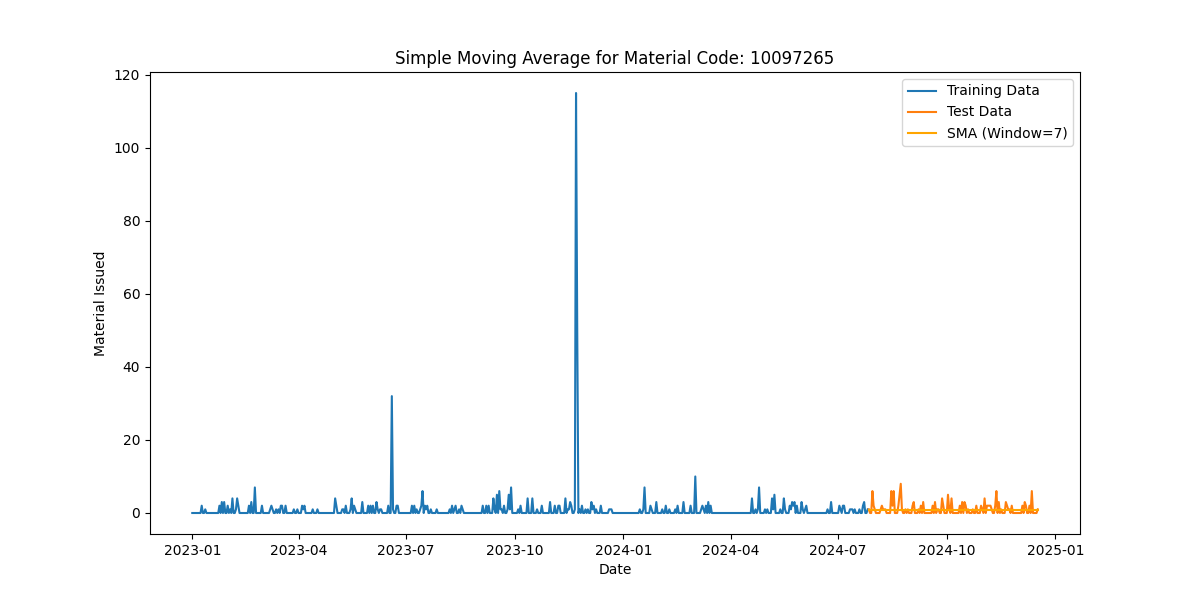 Simple Moving Average for Material Code: 10097265
Training Data
Test Data
SMA (Window=7)
Material Issued
120
100
80
60
40
20
0
2023-01 2023-04 2023-07 2023-10 2024-01 2024-04 2024-07 2024-10 2025-01
Date